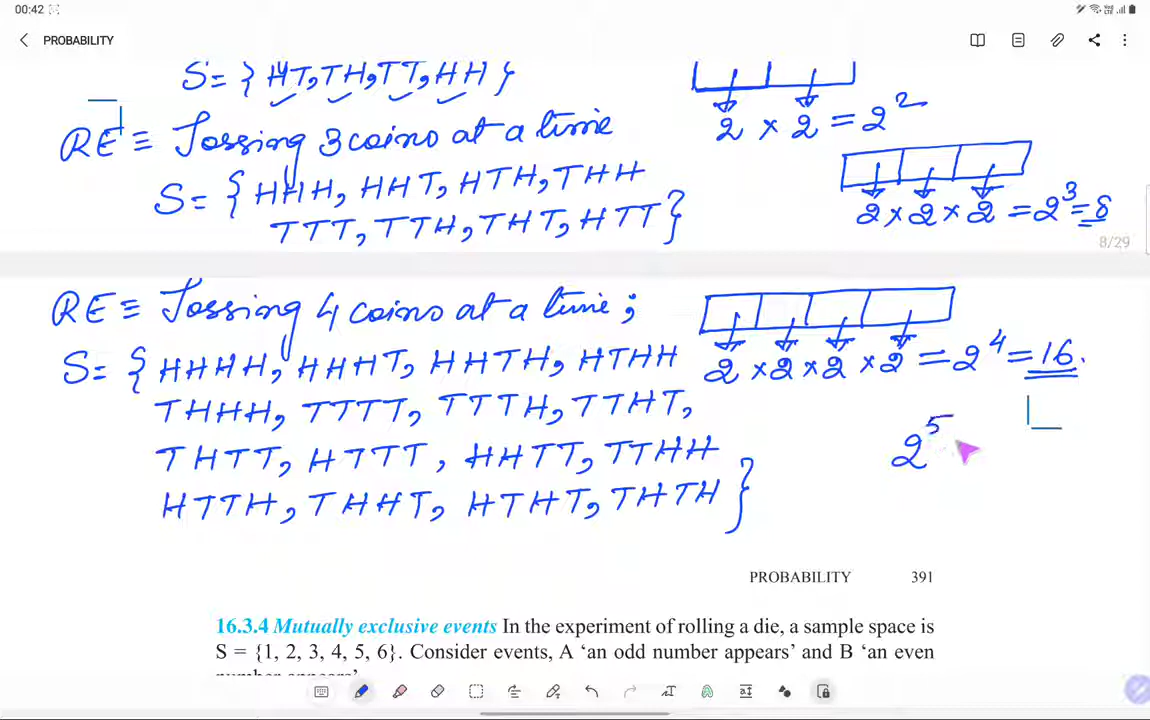 00:42
PROBABILITY
S = { HT, TH, TT, HH }
2 × 2 = 2²
RE ≡ Tossing 3 coins at a time
S = { HHH, HHT, HTH, THH
TTT, TTH, THT, HTT }
2 × 2 × 2 = 2³ = 8
8/29
RE ≡ Tossing 4 coins at a time ;
S = { HHHH, HHHT, HHTH, HTHH
2 × 2 × 2 × 2 = 2⁴ = 16.
THHH, TTTT, TTTH, TTHT,
THTT, HTTT, HHTT, TTHH
2⁵
HTTH, THHT, HTHT, THTH }
PROBABILITY 391
16.3.4 Mutually exclusive events In the experiment of rolling a die, a sample space is
S = {1, 2, 3, 4, 5, 6}. Consider events, A ‘an odd number appears’ and B ‘an even
number appears’